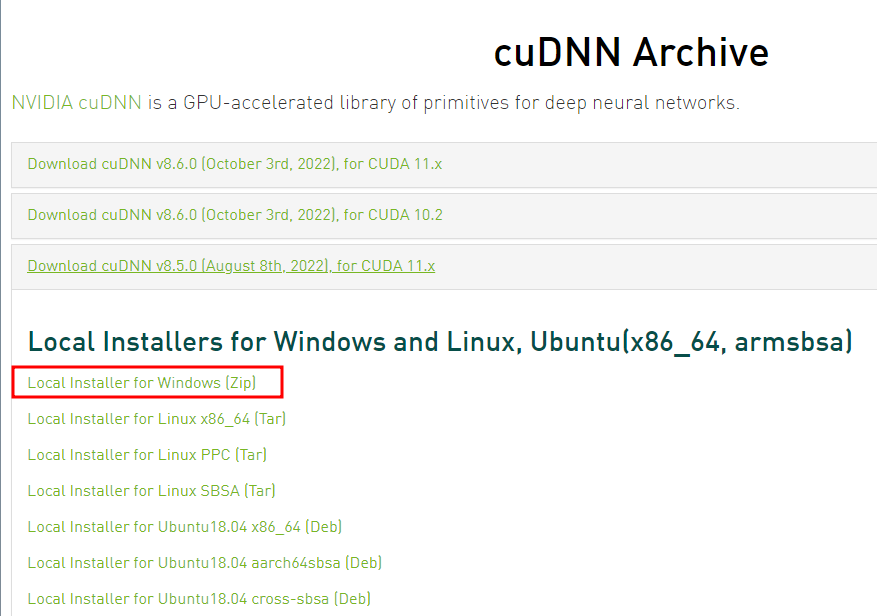 cuDNN Archive
NVIDIA cuDNN is a GPU-accelerated library of primitives for deep neural networks.
Download cuDNN v8.6.0 (October 3rd, 2022), for CUDA 11.x
Download cuDNN v8.6.0 (October 3rd, 2022), for CUDA 10.2
Download cuDNN v8.5.0 (August 8th, 2022), for CUDA 11.x
Local Installers for Windows and Linux, Ubuntu(x86_64, armsbsa)
Local Installer for Windows (Zip)
Local Installer for Linux x86_64 (Tar)
Local Installer for Linux PPC (Tar)
Local Installer for Linux SBSA (Tar)
Local Installer for Ubuntu18.04 x86_64 (Deb)
Local Installer for Ubuntu18.04 aarch64sbsa (Deb)
Local Installer for Ubuntu18.04 cross-sbsa (Deb)